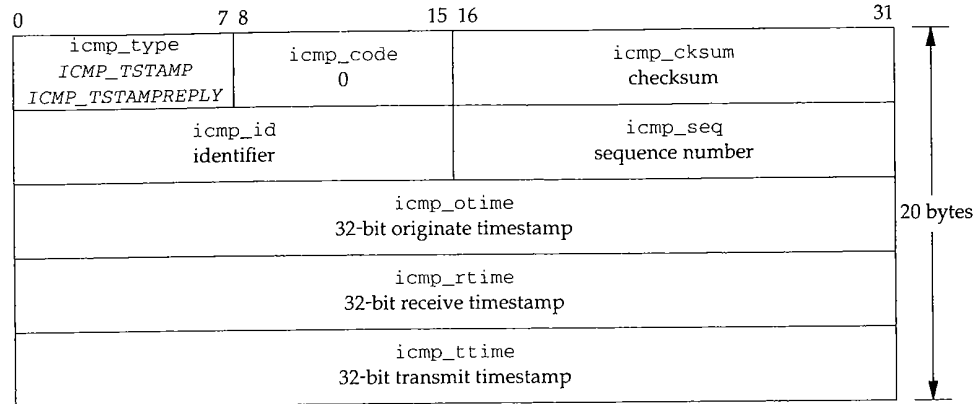 0 7 8 15 16 31
icmp_type
ICMP_TSTAMP
ICMP_TSTAMPREPLY
icmp_code
0
icmp_cksum
checksum
icmp_id
identifier
icmp_seq
sequence number
icmp_otime
32-bit originate timestamp
20 bytes
icmp_rtime
32-bit receive timestamp
icmp_ttime
32-bit transmit timestamp